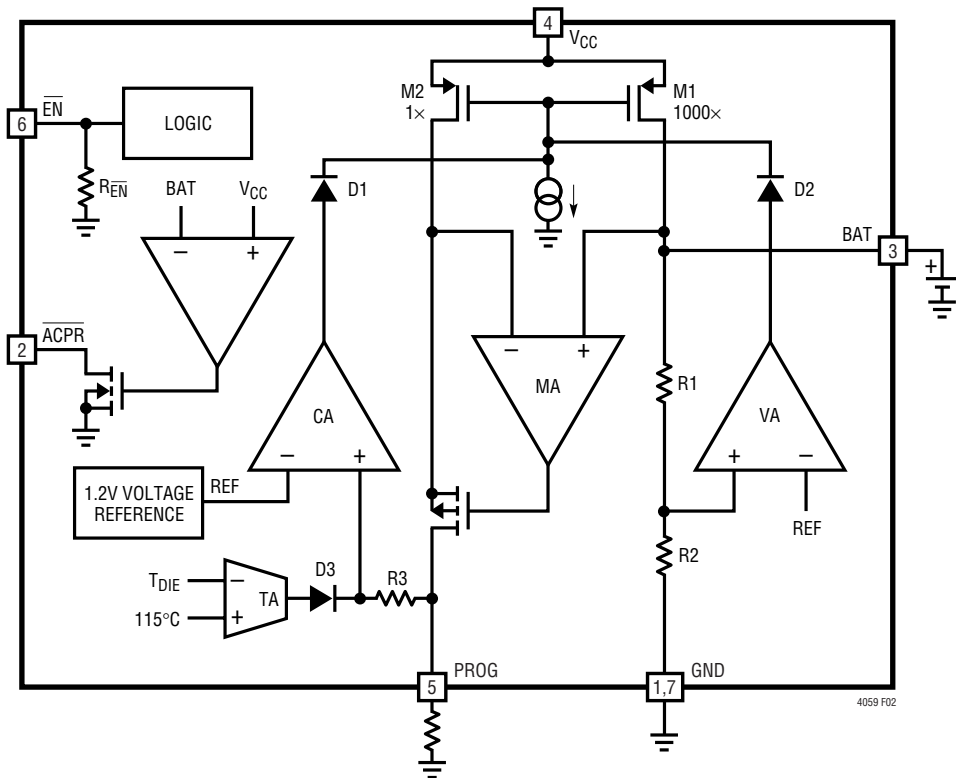 4
VCC
M2
1×
M1
1000×
6
EN
LOGIC
REN
BAT
VCC
D1
D2
BAT
3
+
−
+
2
ACPR
−
+
MA
R1
CA
VA
−
+
+
−
1.2V VOLTAGE
REFERENCE
REF
REF
R2
TDIE
−
TA
D3
R3
115°C
+
5
PROG
1,7
GND
4059 F02